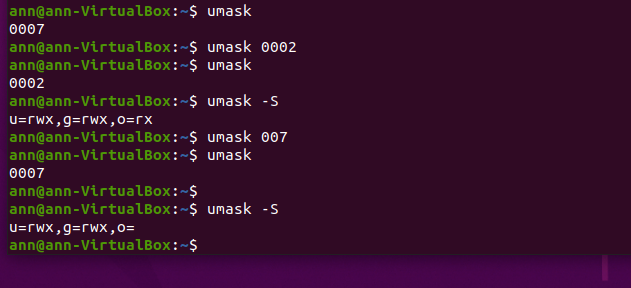 ann@ann-VirtualBox:~$ umask
0007
ann@ann-VirtualBox:~$ umask 0002
ann@ann-VirtualBox:~$ umask
0002
ann@ann-VirtualBox:~$ umask -S
u=rwx,g=rwx,o=rx
ann@ann-VirtualBox:~$ umask 007
ann@ann-VirtualBox:~$ umask
0007
ann@ann-VirtualBox:~$
ann@ann-VirtualBox:~$ umask -S
u=rwx,g=rwx,o=
ann@ann-VirtualBox:~$